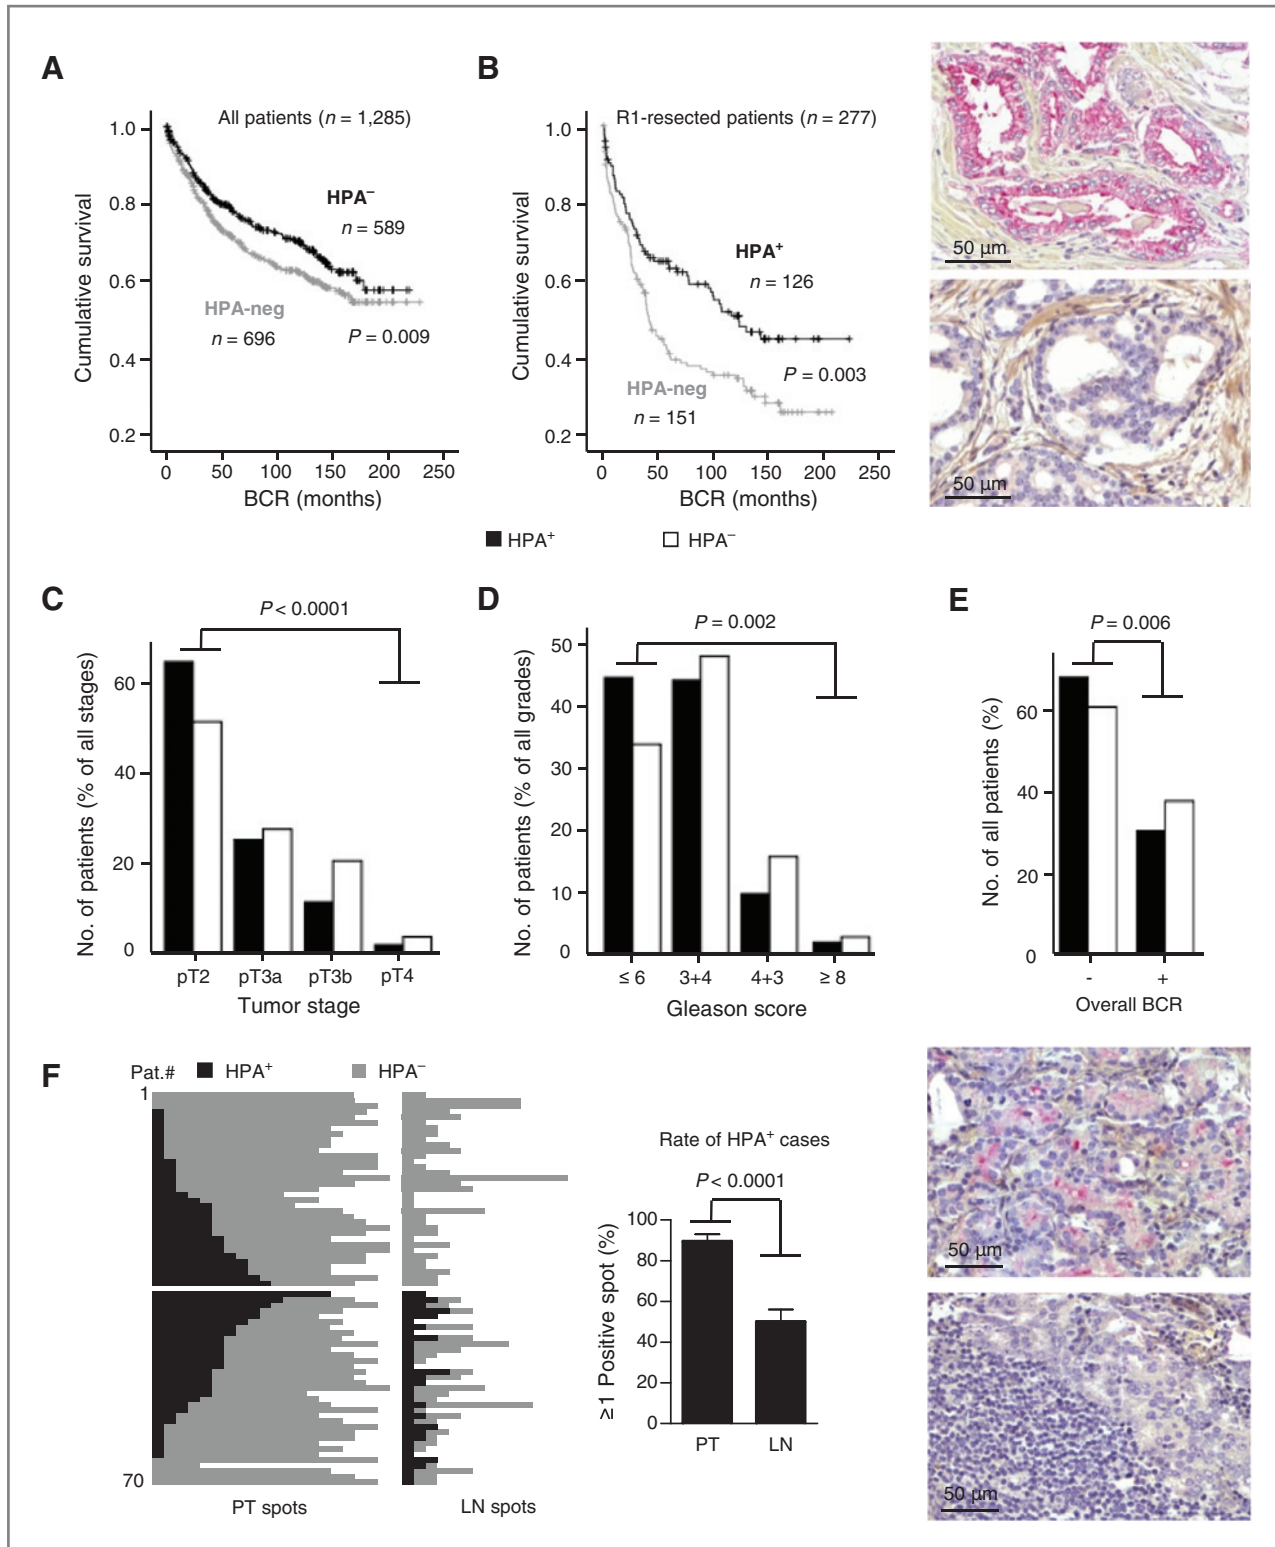 A
All patients (n = 1,285)
1.0
0.8
0.6
0.4
0.2
Cumulative survival
HPA⁻
n = 589
HPA-neg
n = 696
P = 0.009
0 50 100 150 200 250
BCR (months)
B
R1-resected patients (n = 277)
1.0
0.8
0.6
0.4
0.2
Cumulative survival
HPA⁺
n = 126
HPA-neg
n = 151
P = 0.003
0 50 100 150 200 250
BCR (months)
50 µm
50 µm
HPA⁺ HPA⁻
C
P < 0.0001
No. of patients (% of all stages)
60
40
20
0
pT2 pT3a pT3b pT4
Tumor stage
D
P = 0.002
No. of patients (% of all grades)
50
40
30
20
10
0
≤ 6 3+4 4+3 ≥ 8
Gleason score
E
P = 0.006
No. of all patients (%)
60
40
20
0
- +
Overall BCR
F
Pat.# HPA⁺ HPA⁻
1
70
PT spots LN spots
Rate of HPA⁺ cases
P < 0.0001
≥1 Positive spot (%)
100
80
60
40
20
0
PT LN
50 µm
50 µm